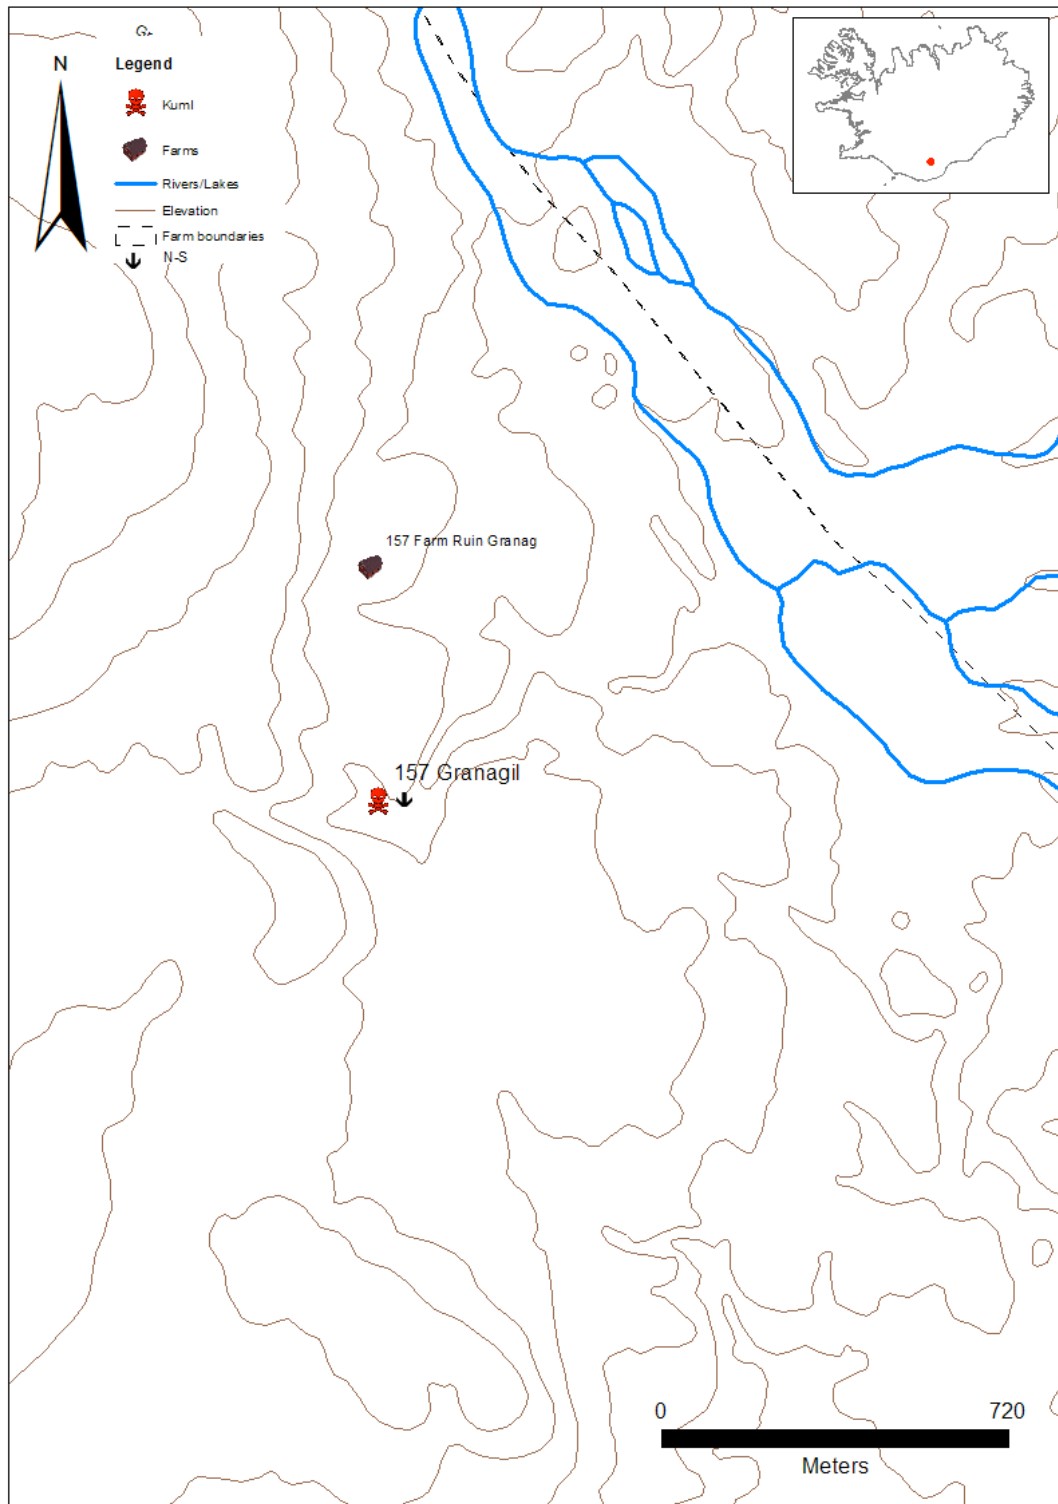 Legend
N
Kuml
Farms
Rivers/Lakes
Elevation
Farm boundaries
N-S
157 Farm Ruin Granag
157 Granagil
0 720
Meters